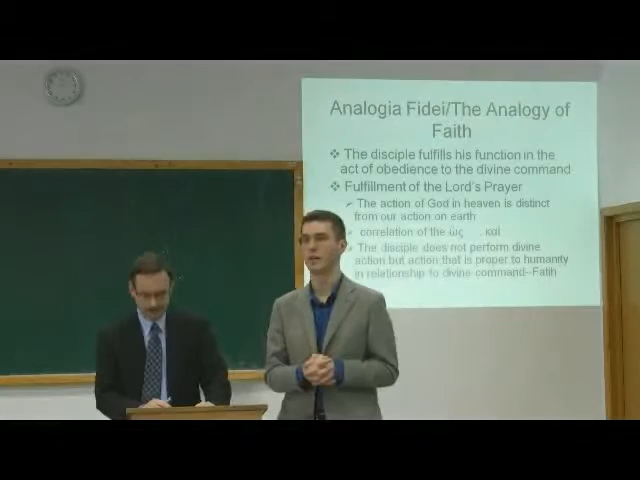 Analogia Fidei/The Analogy of
Faith
❖ The disciple fulfills his function in the
act of obedience to the divine command
❖ Fulfillment of the Lord's Prayer
➢ The action of God in heaven is distinct
from our action on earth
correlation of the ὡς . καί
The disciple does not perform divine
action but action that is proper to humanity
in relationship to divine command--Fatih